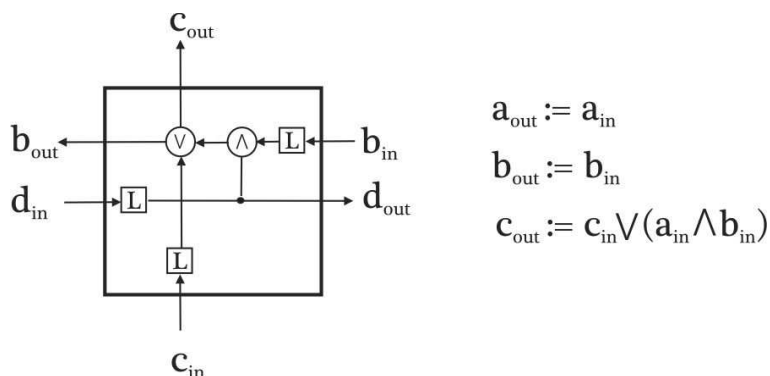 c_out
b_out
V
Λ
L
b_in
d_in
L
d_out
L
c_in
a_out := a_in
b_out := b_in
c_out := c_in V (a_in Λ b_in)